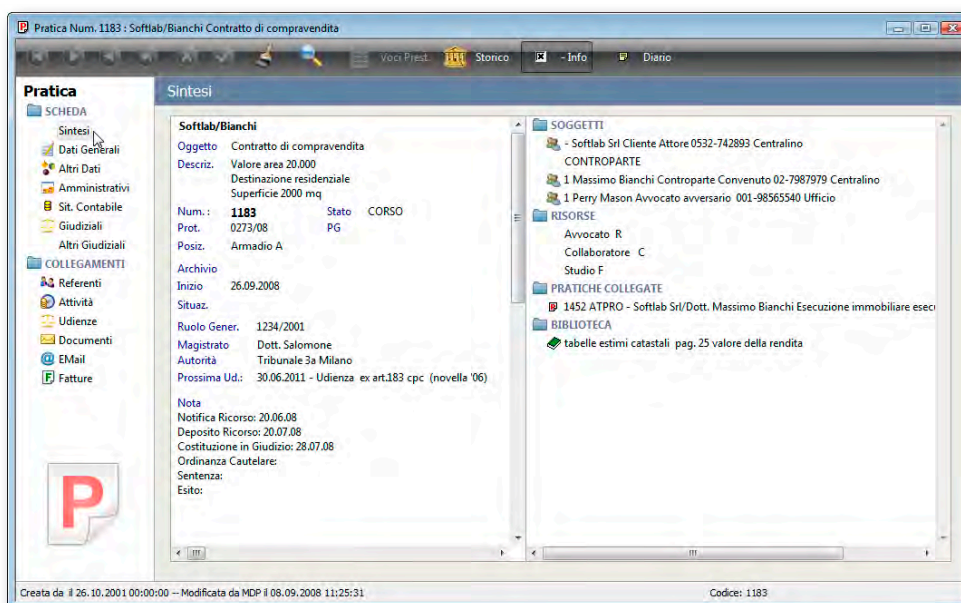 Pratica Num. 1183 : Softlab/Bianchi Contratto di compravendita
Voci Prest.
Storico
- Info
Diario
Pratica
SCHEDA
Sintesi
Dati Generali
Altri Dati
Amministrativi
Sit. Contabile
Giudiziali
Altri Giudiziali
COLLEGAMENTI
Referenti
Attività
Udienze
Documenti
EMail
Fatture
P
Sintesi
Softlab/Bianchi
Oggetto Contratto di compravendita
Descriz. Valore area 20.000
Destinazione residenziale
Superficie 2000 mq
Num. : 1183 Stato CORSO
Prot. 0273/08 PG
Posiz. Armadio A
Archivio
Inizio 26.09.2008
Situaz.
Ruolo Gener. 1234/2001
Magistrato Dott. Salomone
Autorità Tribunale 3a Milano
Prossima Ud.: 30.06.2011 - Udienza ex art.183 cpc (novella '06)
Nota
Notifica Ricorso: 20.06.08
Deposito Ricorso: 20.07.08
Costituzione in Giudizio: 28.07.08
Ordinanza Cautelare:
Sentenza:
Esito:
SOGGETTI
- Softlab Srl Cliente Attore 0532-742893 Centralino
CONTROPARTE
1 Massimo Bianchi Controparte Convenuto 02-7987979 Centralino
1 Perry Mason Avvocato avversario 001-98565540 Ufficio
RISORSE
Avvocato R
Collaboratore C
Studio F
PRATICHE COLLEGATE
1452 ATPRO - Softlab Srl/Dott. Massimo Bianchi Esecuzione immobiliare esecu
BIBLIOTECA
tabelle estimi catastali pag. 25 valore della rendita
Creata da il 26.10.2001 00:00:00 -- Modificata da MDP il 08.09.2008 11:25:31
Codice: 1183